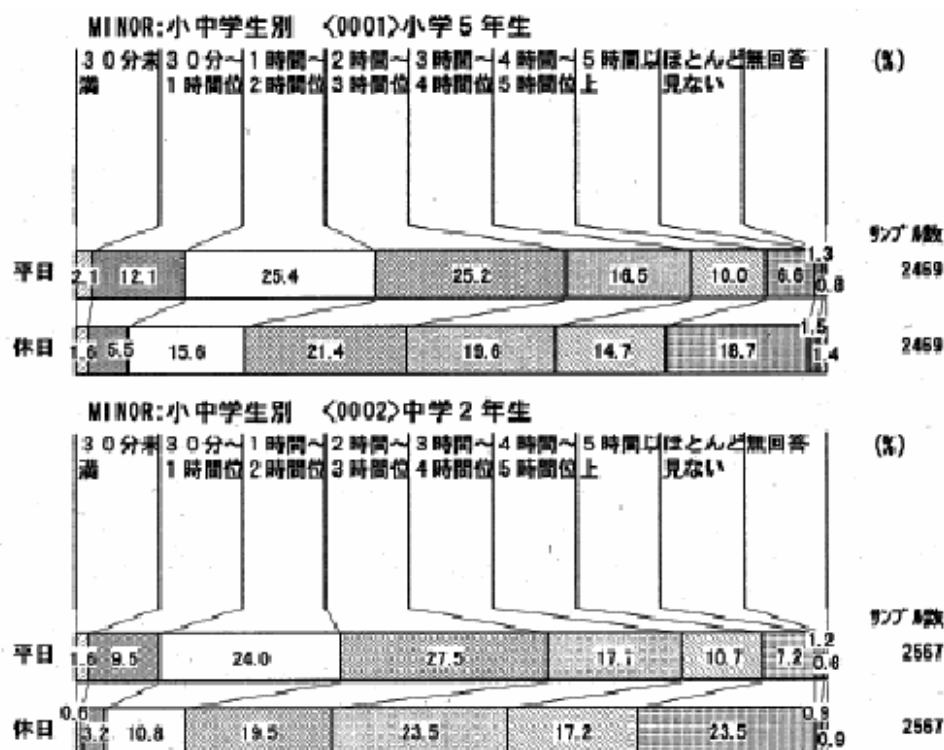 MINOR:小中学生別 <0001>小学5年生
30分未満 30分～1時間位 1時間～2時間位 2時間～3時間位 3時間～4時間位 4時間～5時間位 5時間以上 ほとんど見ない 無回答 (%)
サンプル数
平日 2.1 12.1 25.4 25.2 16.5 10.0 6.6 1.3 0.8 2469
休日 1.6 5.5 15.6 21.4 19.6 14.7 18.7 1.5 1.4 2469
MINOR:小中学生別 <0002>中学2年生
30分未満 30分～1時間位 1時間～2時間位 2時間～3時間位 3時間～4時間位 4時間～5時間位 5時間以上 ほとんど見ない 無回答 (%)
サンプル数
平日 1.6 9.5 24.0 27.5 17.1 10.7 7.2 1.2 2567
休日 3.2 10.8 19.5 23.5 17.2 23.5 0.9 2567